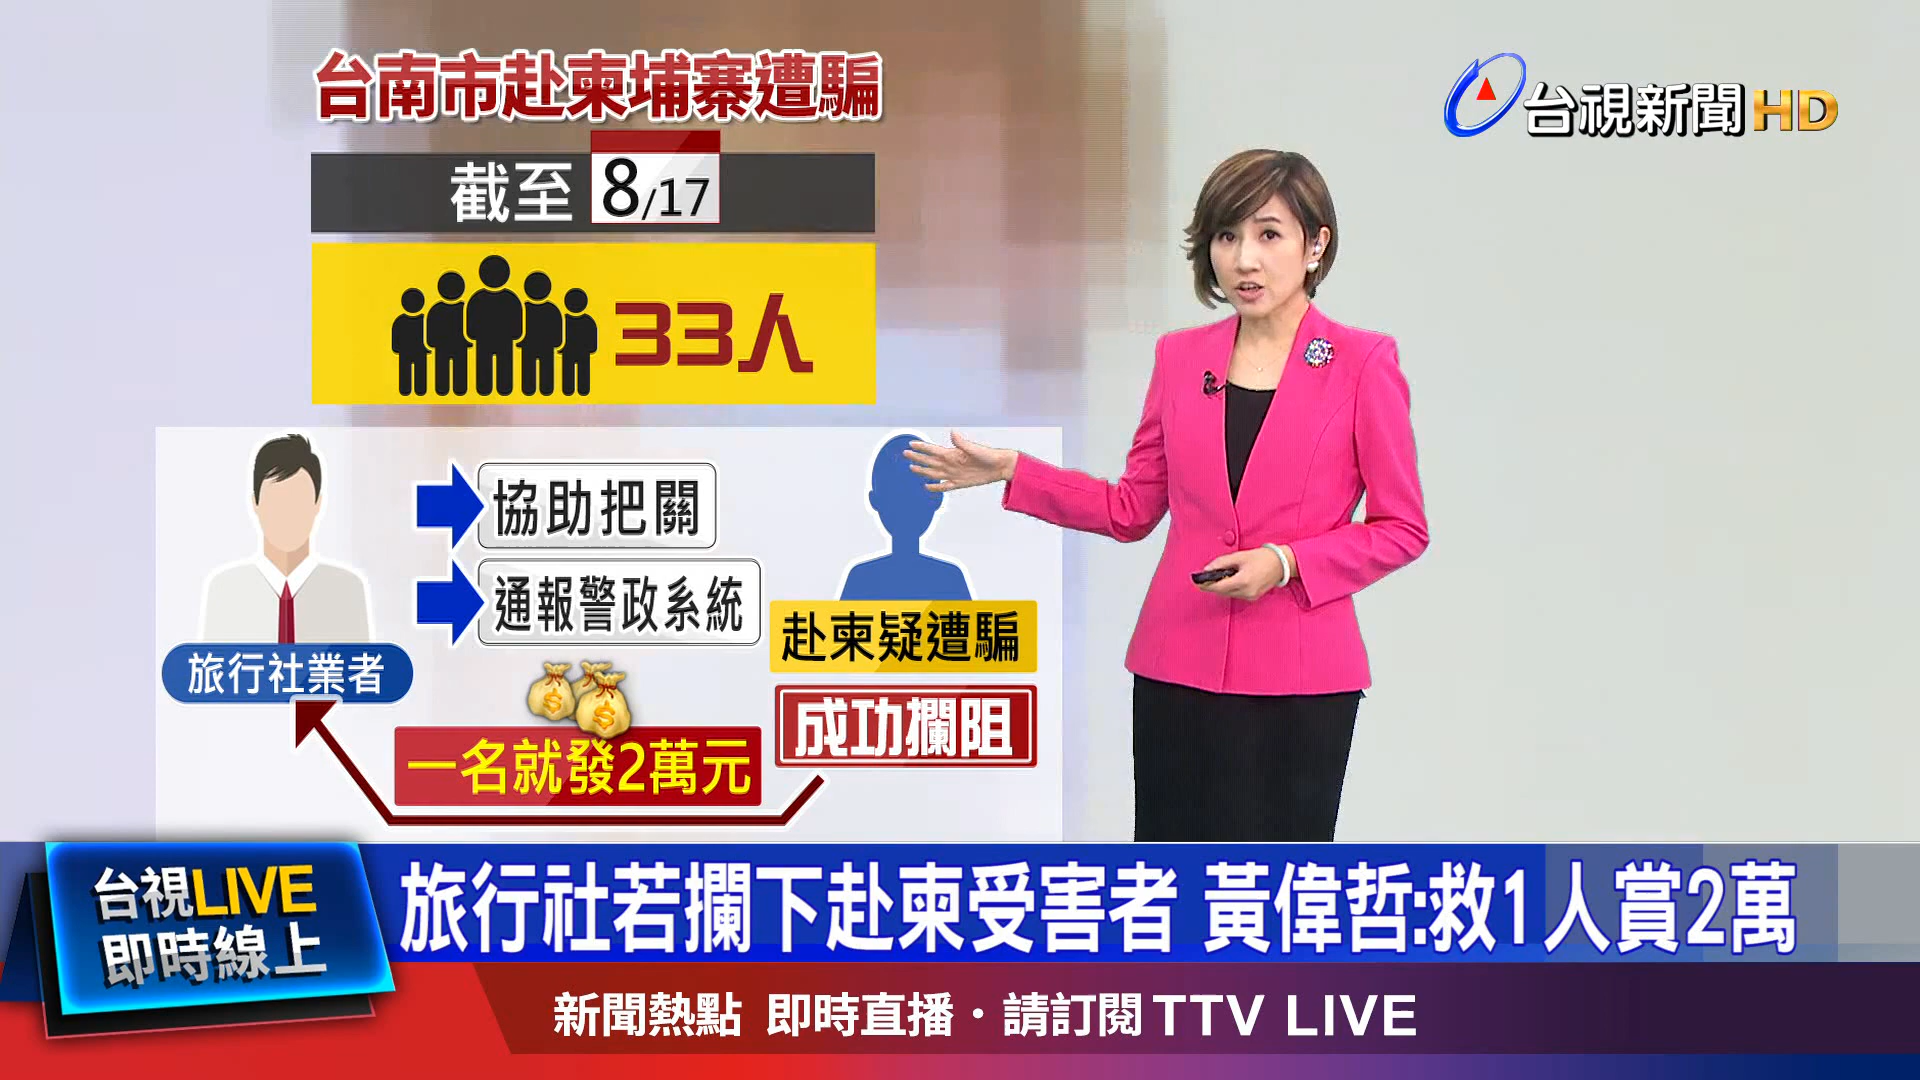 台南市赴柬埔寨遭騙
台視新聞HD
截至 8/17
33人
協助把關
通報警政系統
旅行社業者
赴柬疑遭騙
成功攔阻
一名就發2萬元
台視LIVE
即時線上
旅行社若攔下赴柬受害者 黃偉哲:救1人賞2萬
新聞熱點 即時直播・請訂閱TTV LIVE